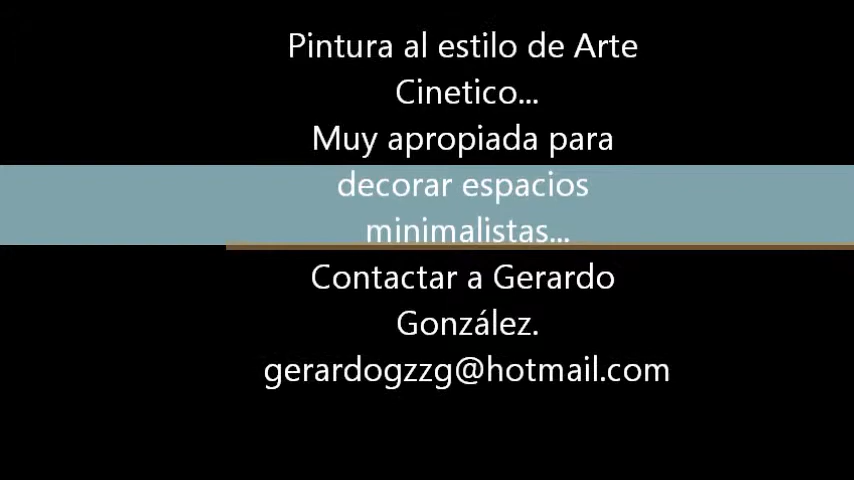 Pintura al estilo de Arte
Cinetico...
Muy apropiada para
decorar espacios
minimalistas...
Contactar a Gerardo
González.
gerardogzzg@hotmail.com